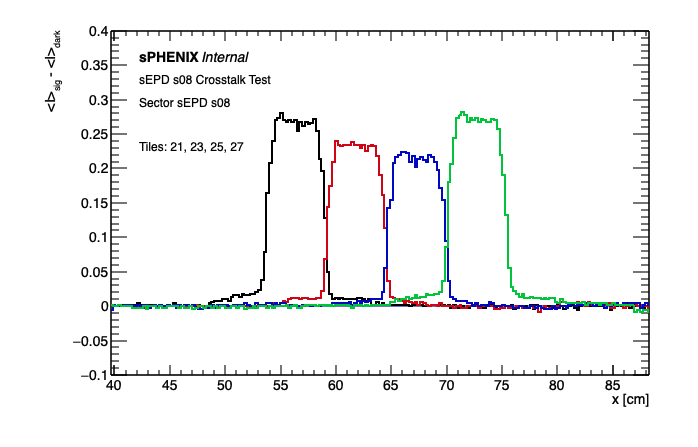 <I>sig - <I>dark
0.4
0.35
0.3
0.25
0.2
0.15
0.1
0.05
0
−0.05
−0.1
sPHENIX Internal
sEPD s08 Crosstalk Test
Sector sEPD s08
Tiles: 21, 23, 25, 27
40 45 50 55 60 65 70 75 80 85
x [cm]